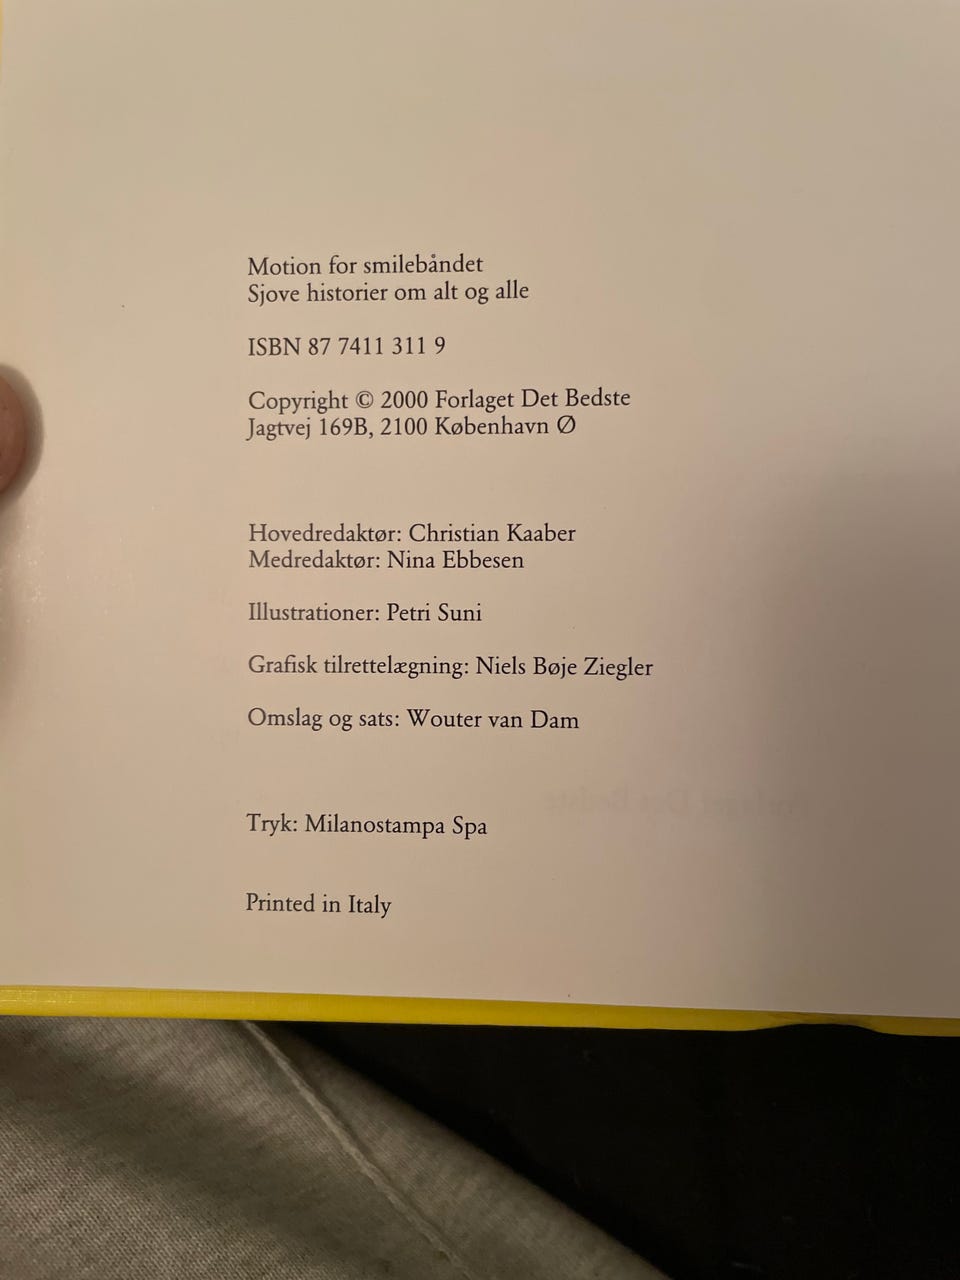 Motion for smilebåndet
Sjove historier om alt og alle
ISBN 87 7411 311 9
Copyright © 2000 Forlaget Det Bedste
Jagtvej 169B, 2100 København Ø
Hovedredaktør: Christian Kaaber
Medredaktør: Nina Ebbesen
Illustrationer: Petri Suni
Grafisk tilrettelægning: Niels Bøje Ziegler
Omslag og sats: Wouter van Dam
Tryk: Milanostampa Spa
Printed in Italy